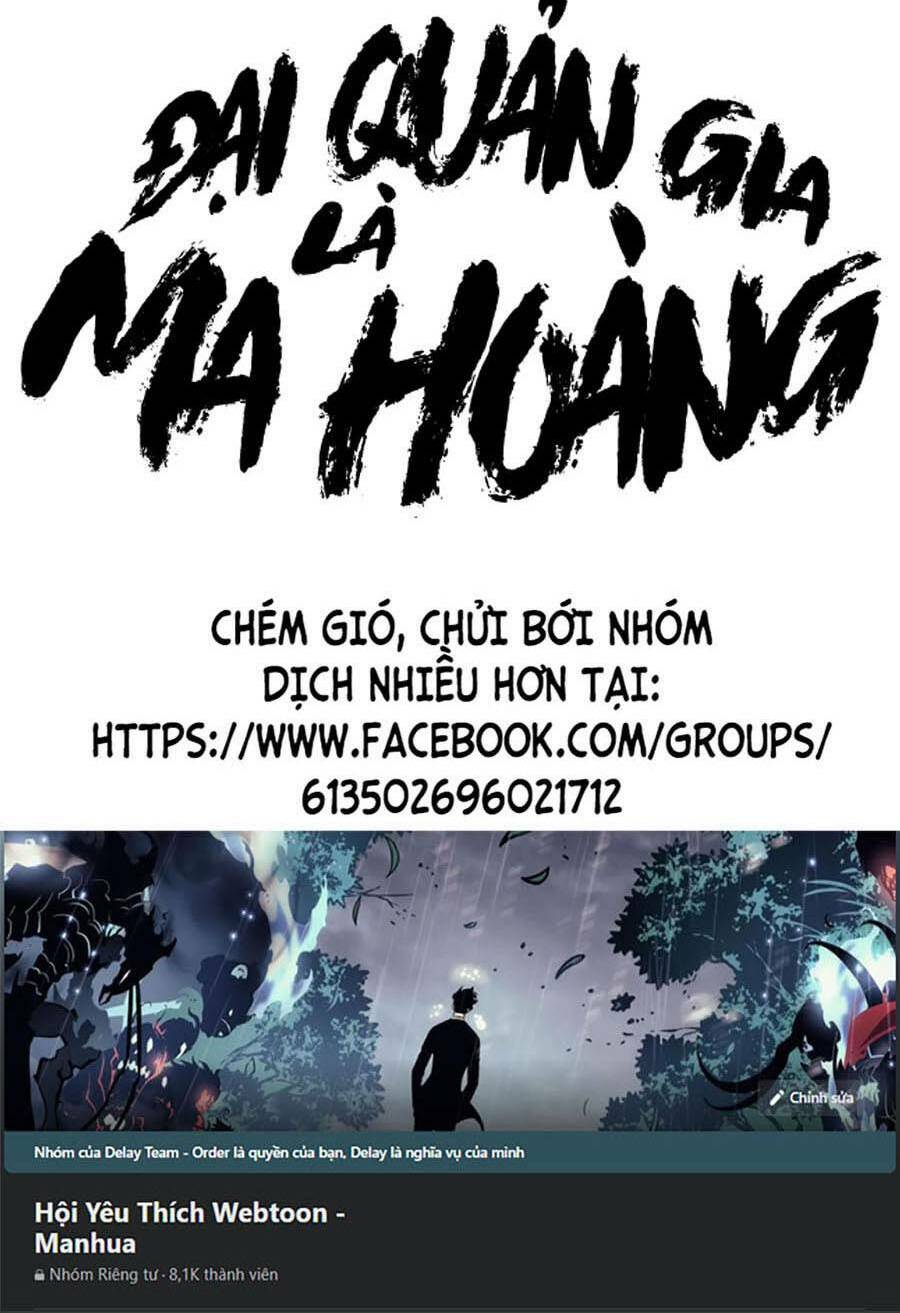 ĐẠI QUẢN GIA
LÀ
MA HOÀNG
CHÉM GIÓ, CHỬI BỚI NHÓM
DỊCH NHIỀU HƠN TẠI:
HTTPS://WWW.FACEBOOK.COM/GROUPS/
613502696021712
Chỉnh sửa
Nhóm của Delay Team - Order là quyền của bạn, Delay là nghĩa vụ của mình
Hội Yêu Thích Webtoon -
Manhua
Nhóm Riêng tư · 8,1K thành viên